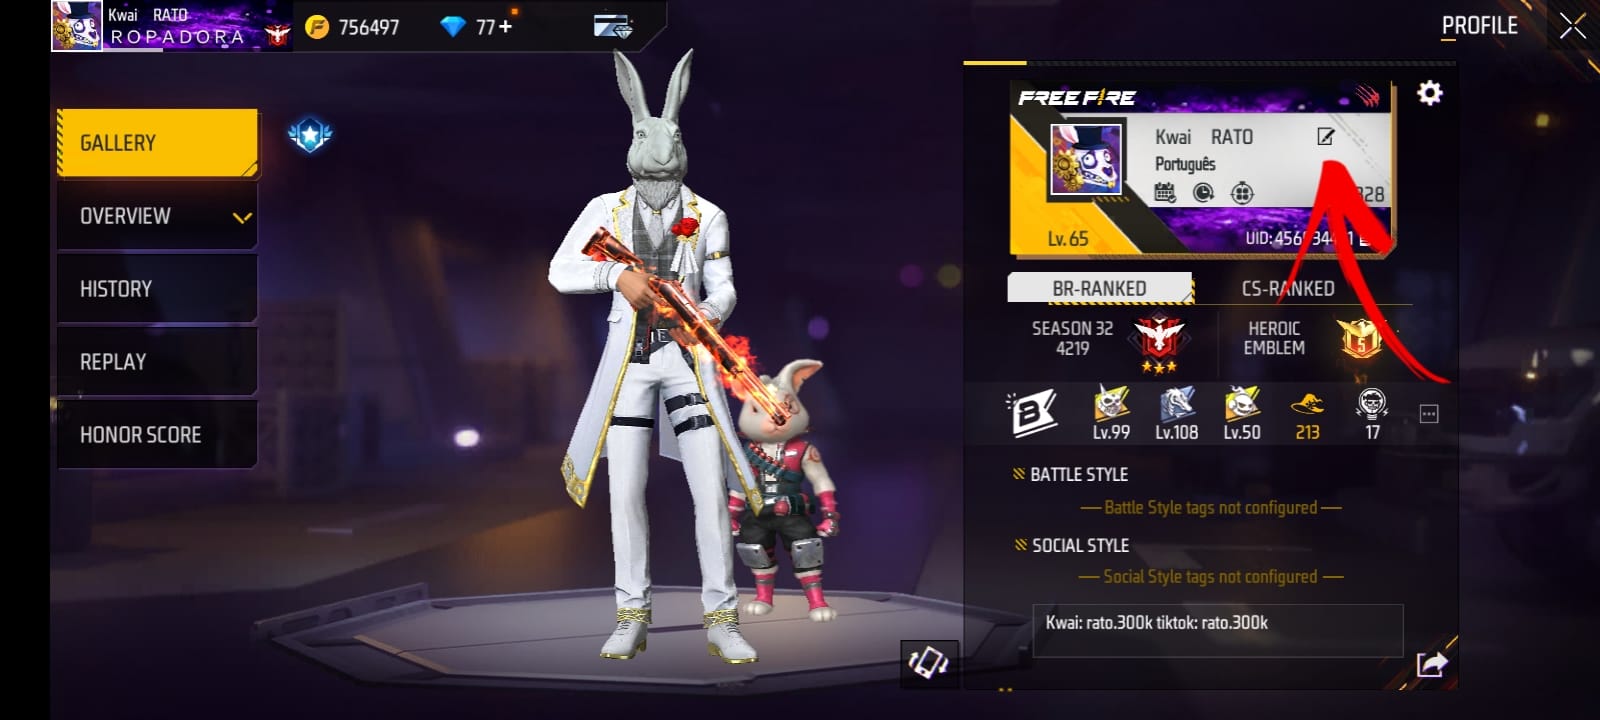 Kwai RATO
ROPADORA
756497
77+
PROFILE
GALLERY
OVERVIEW
HISTORY
REPLAY
HONOR SCORE
FREE FIRE
Kwai RATO
Português
Lv. 65
BR-RANKED
CS-RANKED
SEASON 32
4219
HEROIC
EMBLEM
5
B
Lv.99
Lv.108
Lv.50
213
17
BATTLE STYLE
Battle Style tags not configured
SOCIAL STYLE
Social Style tags not configured
Kwai: rato.300k tiktok: rato.300k